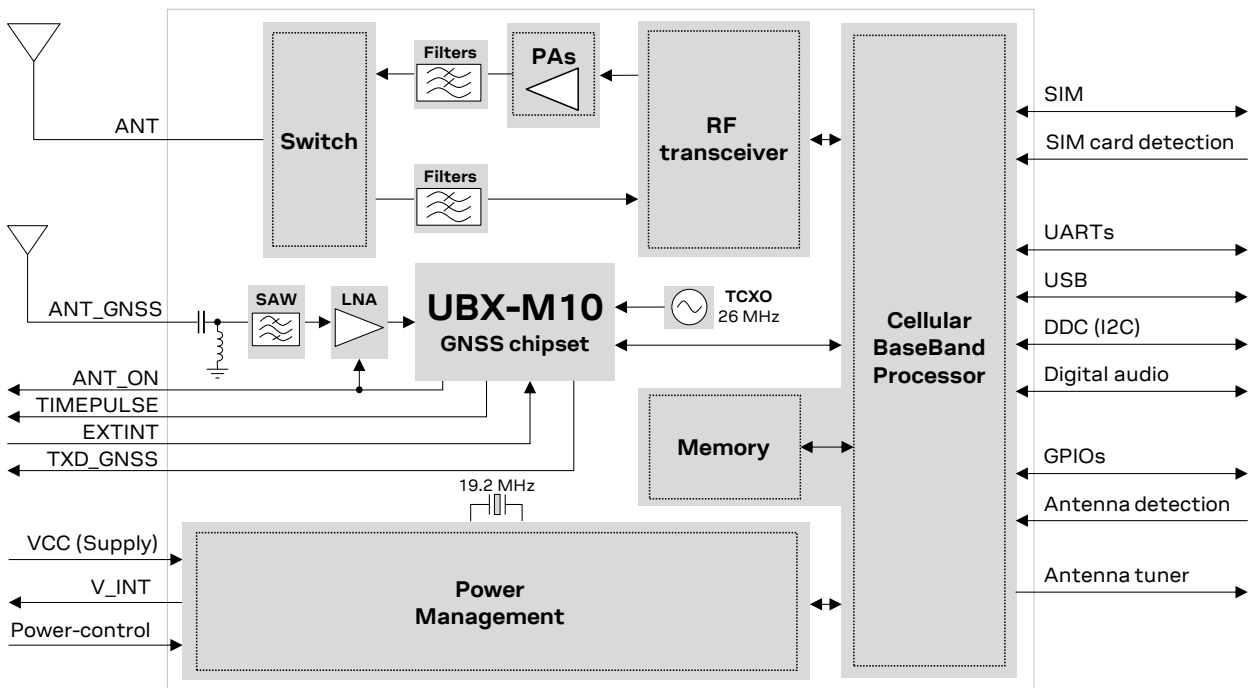 ANT
ANT_GNSS
ANT_ON
TIMEPULSE
EXTINT
TXD_GNSS
VCC (Supply)
V_INT
Power-control
Switch
Filters
PAs
Filters
RF
transceiver
SAW
LNA
UBX-M10
GNSS chipset
TCXO
26 MHz
Memory
19.2 MHz
Power
Management
Cellular
BaseBand
Processor
SIM
SIM card detection
UARTs
USB
DDC (I2C)
Digital audio
GPIOs
Antenna detection
Antenna tuner